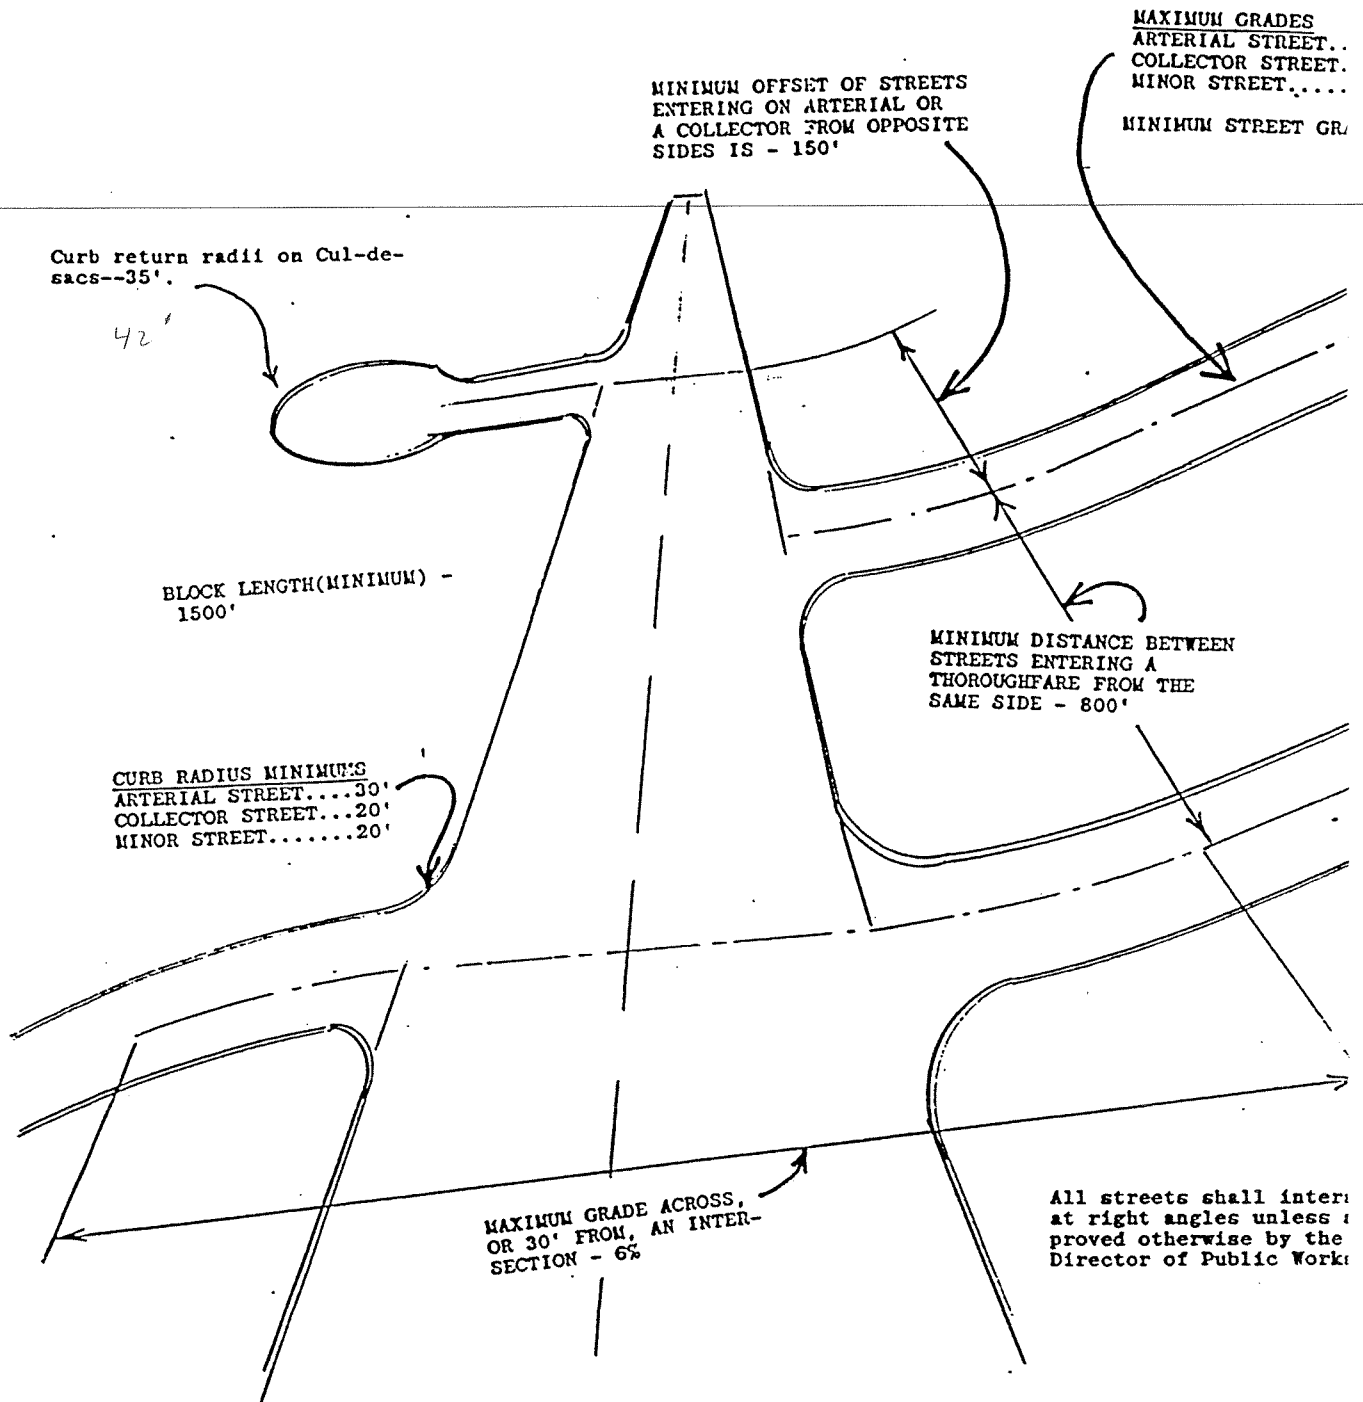 MAXIMUM GRADES
ARTERIAL STREET..
COLLECTOR STREET.
MINOR STREET.....
MINIMUM STREET
MINIMUM OFFSET OF STREETS
ENTERING ON ARTERIAL OR
A COLLECTOR FROM OPPOSITE
SIDES IS - 150'
Curb return radii on Cul-de-
sacs--35'.
42'
BLOCK LENGTH(MINIMUM) -
1500'
MINIMUM DISTANCE BETWEEN
STREETS ENTERING A
THOROUGHFARE FROM THE
SAME SIDE - 800'
CURB RADIUS MINIMUMS
ARTERIAL STREET....30'
COLLECTOR STREET...20'
MINOR STREET.......20'
MAXIMUM GRADE ACROSS,
OR 30' FROM, AN INTER-
SECTION - 6%
All streets shall
at right angles unless
proved otherwise by the
Director of Public